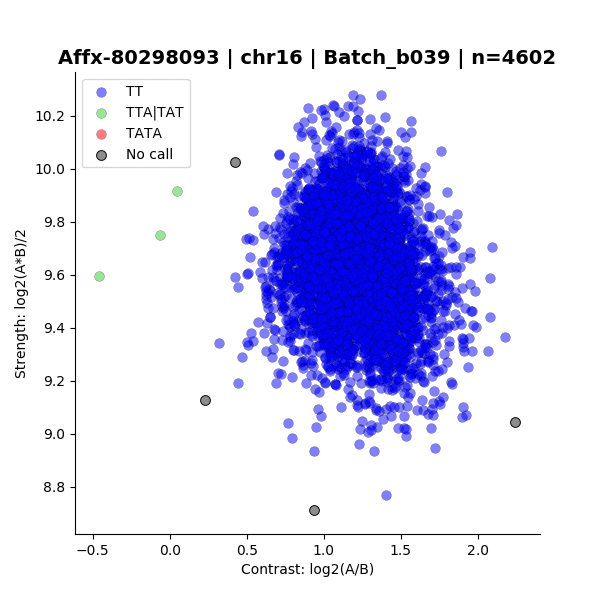 Affx-80298093 | chr16 | Batch_b039 | n=4602
TT
TTA|TAT
TATA
No call
Strength: log2(A*B)/2
10.2
10.0
9.8
9.6
9.4
9.2
9.0
8.8
−0.5
0.0
0.5
1.0
1.5
2.0
Contrast: log2(A/B)